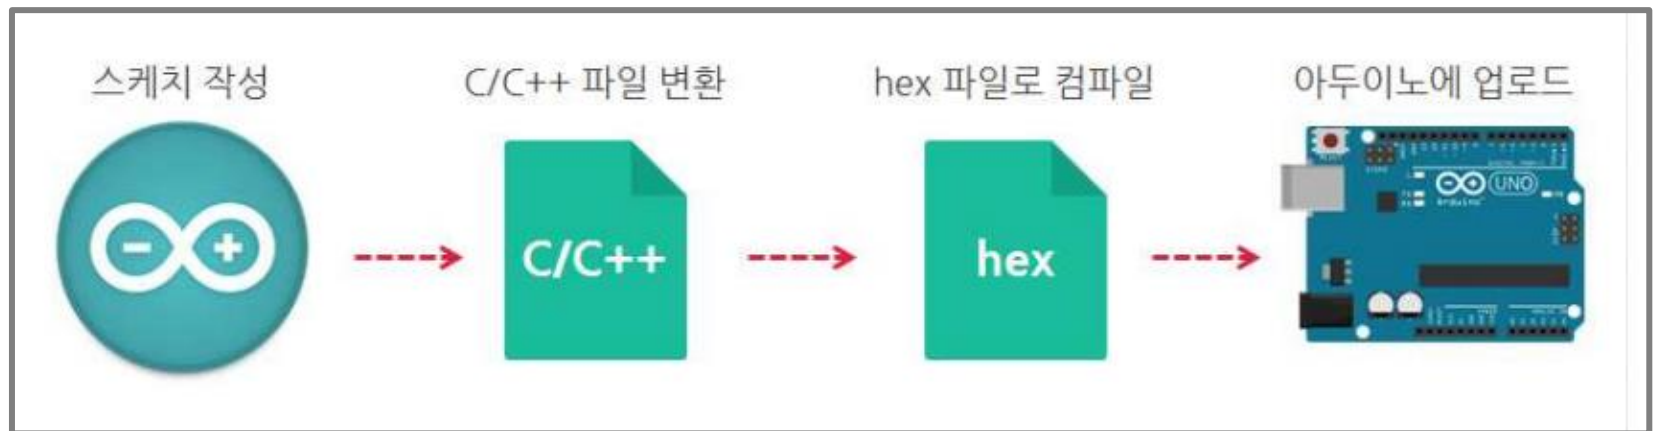 스케치 작성
C/C++ 파일 변환
hex 파일로 컴파일
아두이노에 업로드
C/C++
hex
UNO